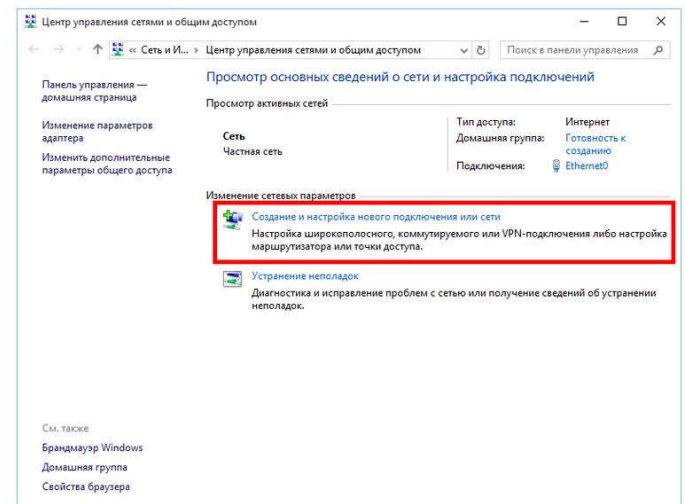 Центр управления сетями и общим доступом
« Сеть и И... › Центр управления сетями и общим доступом
Поиск в панели управления
Панель управления —
домашняя страница
Изменение параметров
адаптера
Изменить дополнительные
параметры общего доступа
Просмотр основных сведений о сети и настройка подключений
Просмотр активных сетей
Сеть
Частная сеть
Тип доступа: Интернет
Домашняя группа: Готовность к
созданию
Подключения: Ethernet0
Изменение сетевых параметров
Создание и настройка нового подключения или сети
Настройка широкополосного, коммутируемого или VPN-подключения либо настройка
маршрутизатора или точки доступа.
Устранение неполадок
Диагностика и исправление проблем с сетью или получение сведений об устранении
неполадок.
См. также
Брандмауэр Windows
Домашняя группа
Свойства браузера